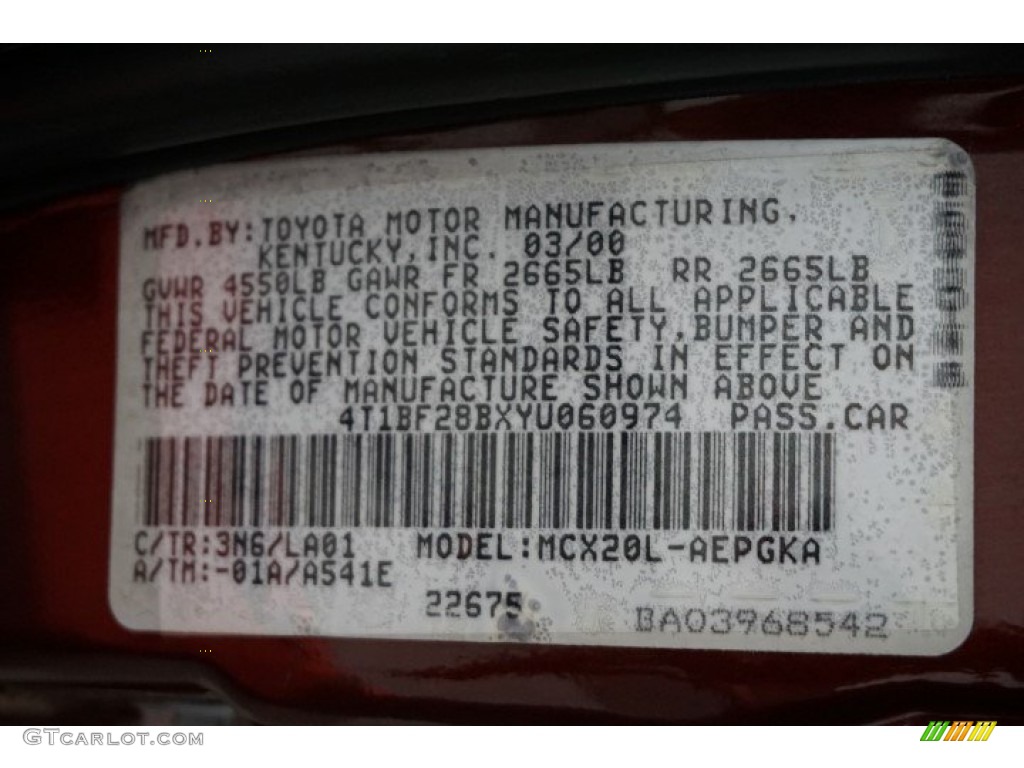 MFD.BY:TOYOTA MOTOR MANUFACTURING,
KENTUCKY,INC. 03/00
GVWR 4550LB GAWR FR 2665LB RR 2665LB
THIS VEHICLE CONFORMS TO ALL APPLICABLE
FEDERAL MOTOR VEHICLE SAFETY,BUMPER AND
THEFT PREVENTION STANDARDS IN EFFECT ON
THE DATE OF MANUFACTURE SHOWN ABOVE
4T1BF28BXYU060974 PASS.CAR
C/TR:3N6/LA01 MODEL:MCX20L-AEPGKA
A/TM:-01A/A541E
22675 BA03968542
GTCARLOT.COM